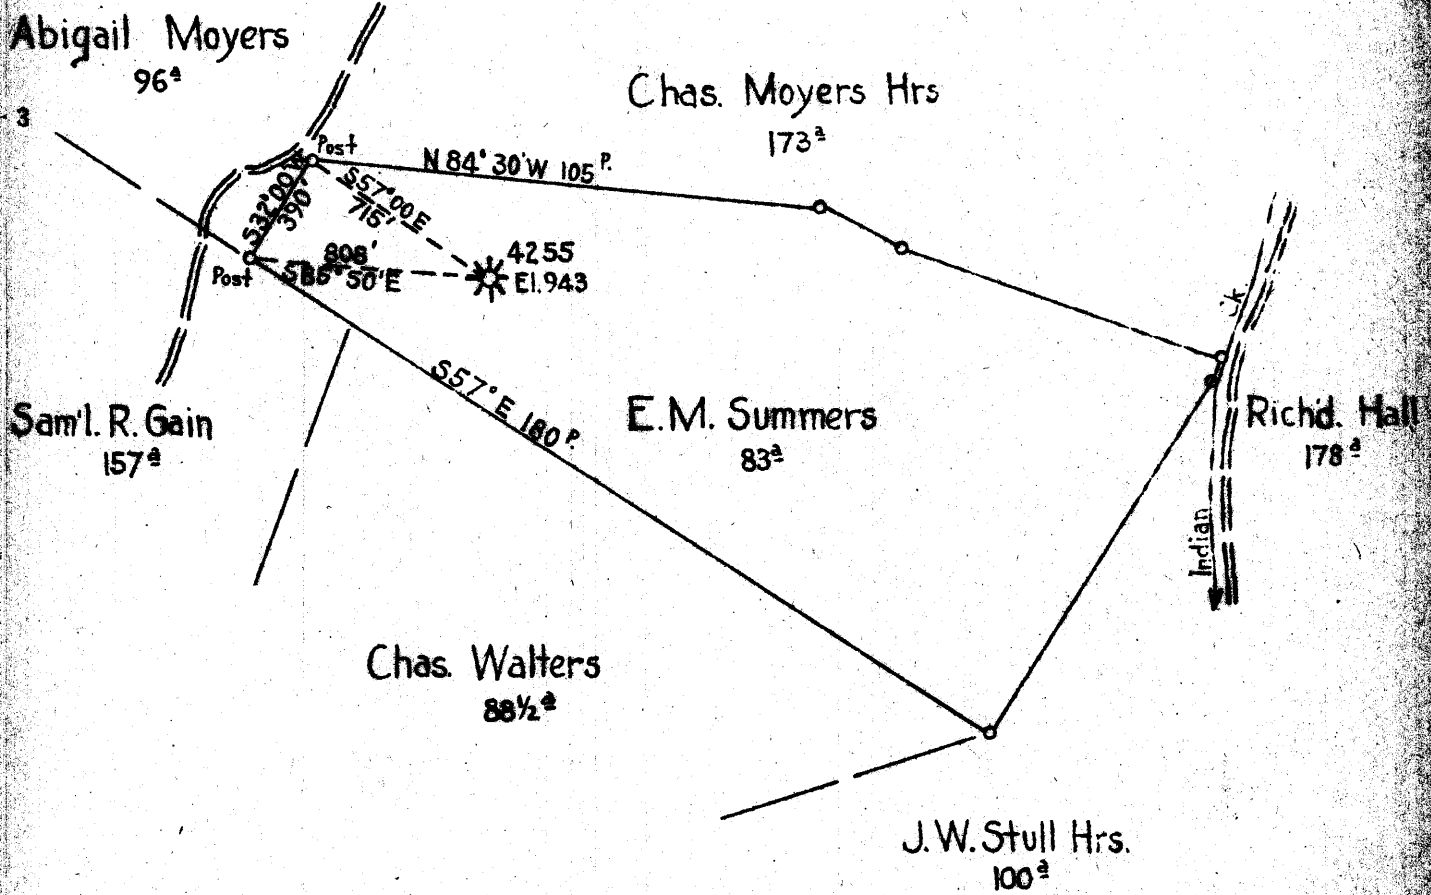 Abigail Moyers
96ª
3
Chas. Moyers Hrs
173ª
Post
N 84° 30' W 105 P.
S 32° 00' W
390'
S 57° 00 E
715'
808'
S 86° 50' E
Post
4255
El. 943
Ck.
S 57° E 180 P.
Sam'l. R. Gain
157ª
E. M. Summers
83ª
Rich'd. Hall
178ª
Indian
Chas. Walters
88½ª
J. W. Stull Hrs.
100ª